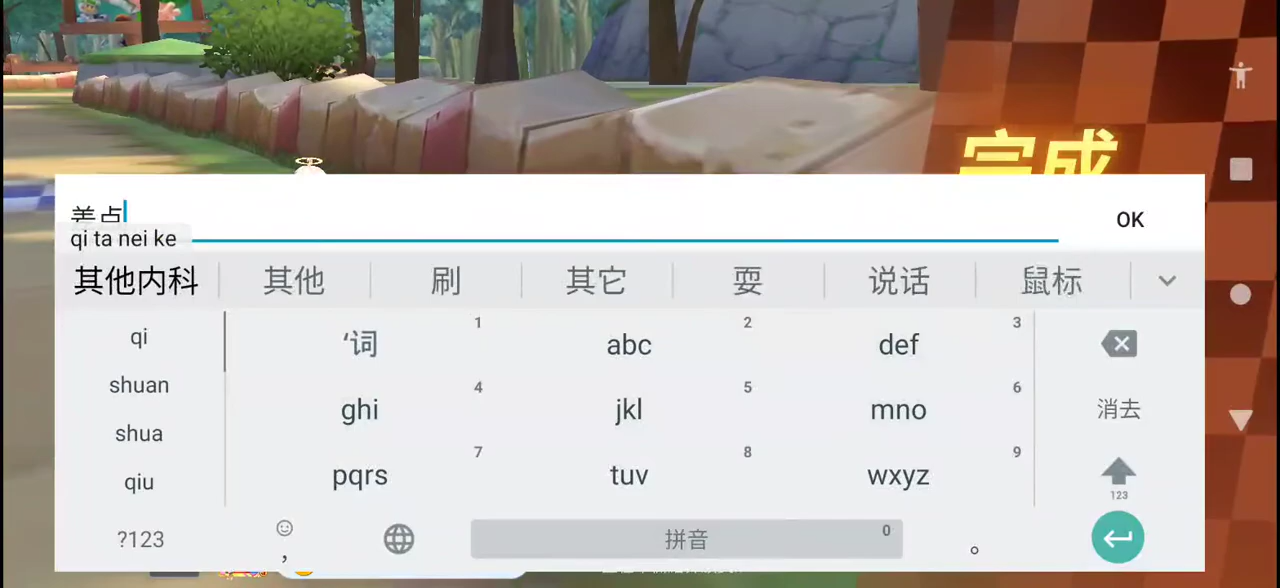 完成
差点
OK
qi ta nei ke
其他内科 其他 刷 其它 耍 说话 鼠标
qi
shuan
shua
qiu
‘词 1
abc 2
def 3
ghi 4
jkl 5
mno 6
消去
pqrs 7
tuv 8
wxyz 9
123
?123
,
拼音 0
。